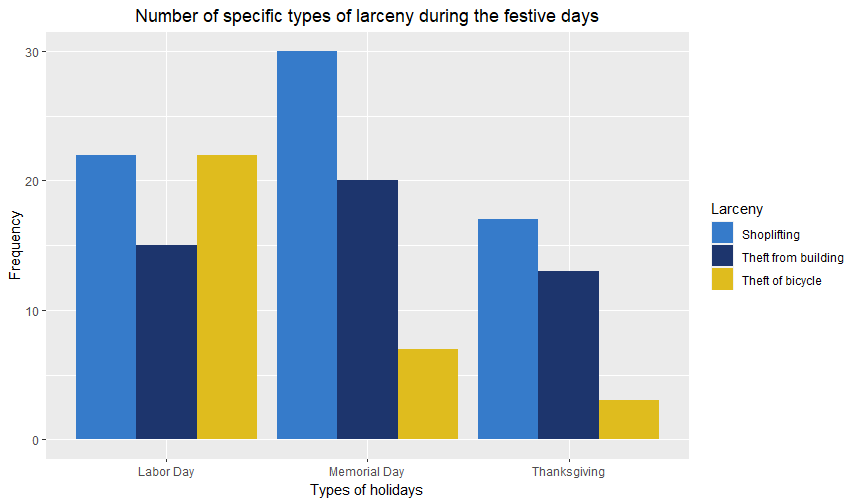 Number of specific types of larceny during the festive days
Frequency
30
20
10
0
Labor Day
Memorial Day
Thanksgiving
Types of holidays
Larceny
Shoplifting
Theft from building
Theft of bicycle